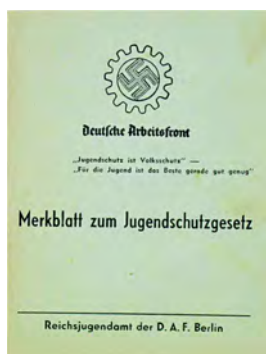 Deutsche Arbeitsfront
„Jugendschutz ist Volksschutz" —
„Für die Jugend ist das Beste gerade gut genug"
Merkblatt zum Jugendschutzgesetz
Reichsjugendamt der D. A. F. Berlin